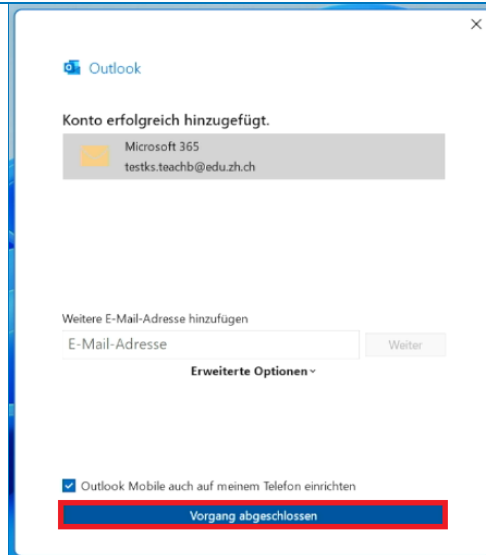 Outlook
Konto erfolgreich hinzugefügt.
Microsoft 365
testks.teachb@edu.zh.ch
Weitere E-Mail-Adresse hinzufügen
E-Mail-Adresse
Weiter
Erweiterte Optionen
Outlook Mobile auch auf meinem Telefon einrichten
Vorgang abgeschlossen